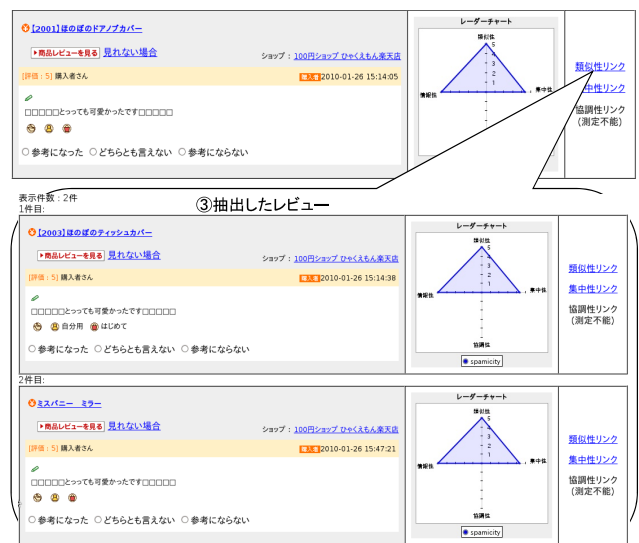 【2001】ほのぼのドアノブカバー
商品レビューを見る 見れない場合
ショップ： 100円ショップ ひゃくえもん楽天店
[評価：5] 購入者さん
購入者 2010-01-26 15:14:05
□□□□□とっっても可愛かったです□□□□□
参考になった どちらとも言えない 参考にならない
レーダーチャート
類似性
5
4
3
2
1
情報性
集中性
類似性リンク
中性リンク
協調性リンク
(測定不能)
表示件数：2件
③抽出したレビュー
1件目:
【2003】ほのぼのティッシュカバー
商品レビューを見る 見れない場合
ショップ： 100円ショップ ひゃくえもん楽天店
[評価：5] 購入者さん
購入者 2010-01-26 15:14:38
□□□□□とっっても可愛かったです□□□□□
自分用 はじめて
参考になった どちらとも言えない 参考にならない
レーダーチャート
類似性
5
4
3
2
1
情報性
集中性
協調性
spamicity
類似性リンク
集中性リンク
協調性リンク
(測定不能)
2件目:
ミスバニー　ミラー
商品レビューを見る 見れない場合
ショップ： 100円ショップ ひゃくえもん楽天店
[評価：5] 購入者さん
購入者 2010-01-26 15:47:21
□□□□□とっっても可愛かったです□□□□□
参考になった どちらとも言えない 参考にならない
レーダーチャート
類似性
5
4
3
2
1
情報性
集中性
協調性
spamicity
類似性リンク
集中性リンク
協調性リンク
(測定不能)